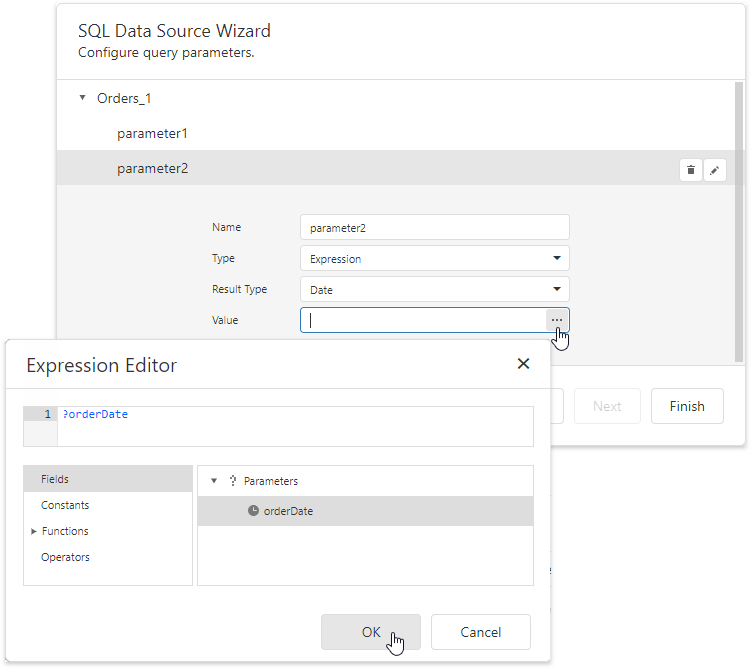 SQL Data Source Wizard
Configure query parameters.
Orders_1
parameter1
parameter2
Name
parameter2
Type
Expression
Result Type
Date
Value
...
Next
Finish
Expression Editor
1 ?orderDate
Fields
Constants
Functions
Operators
? Parameters
orderDate
OK
Cancel